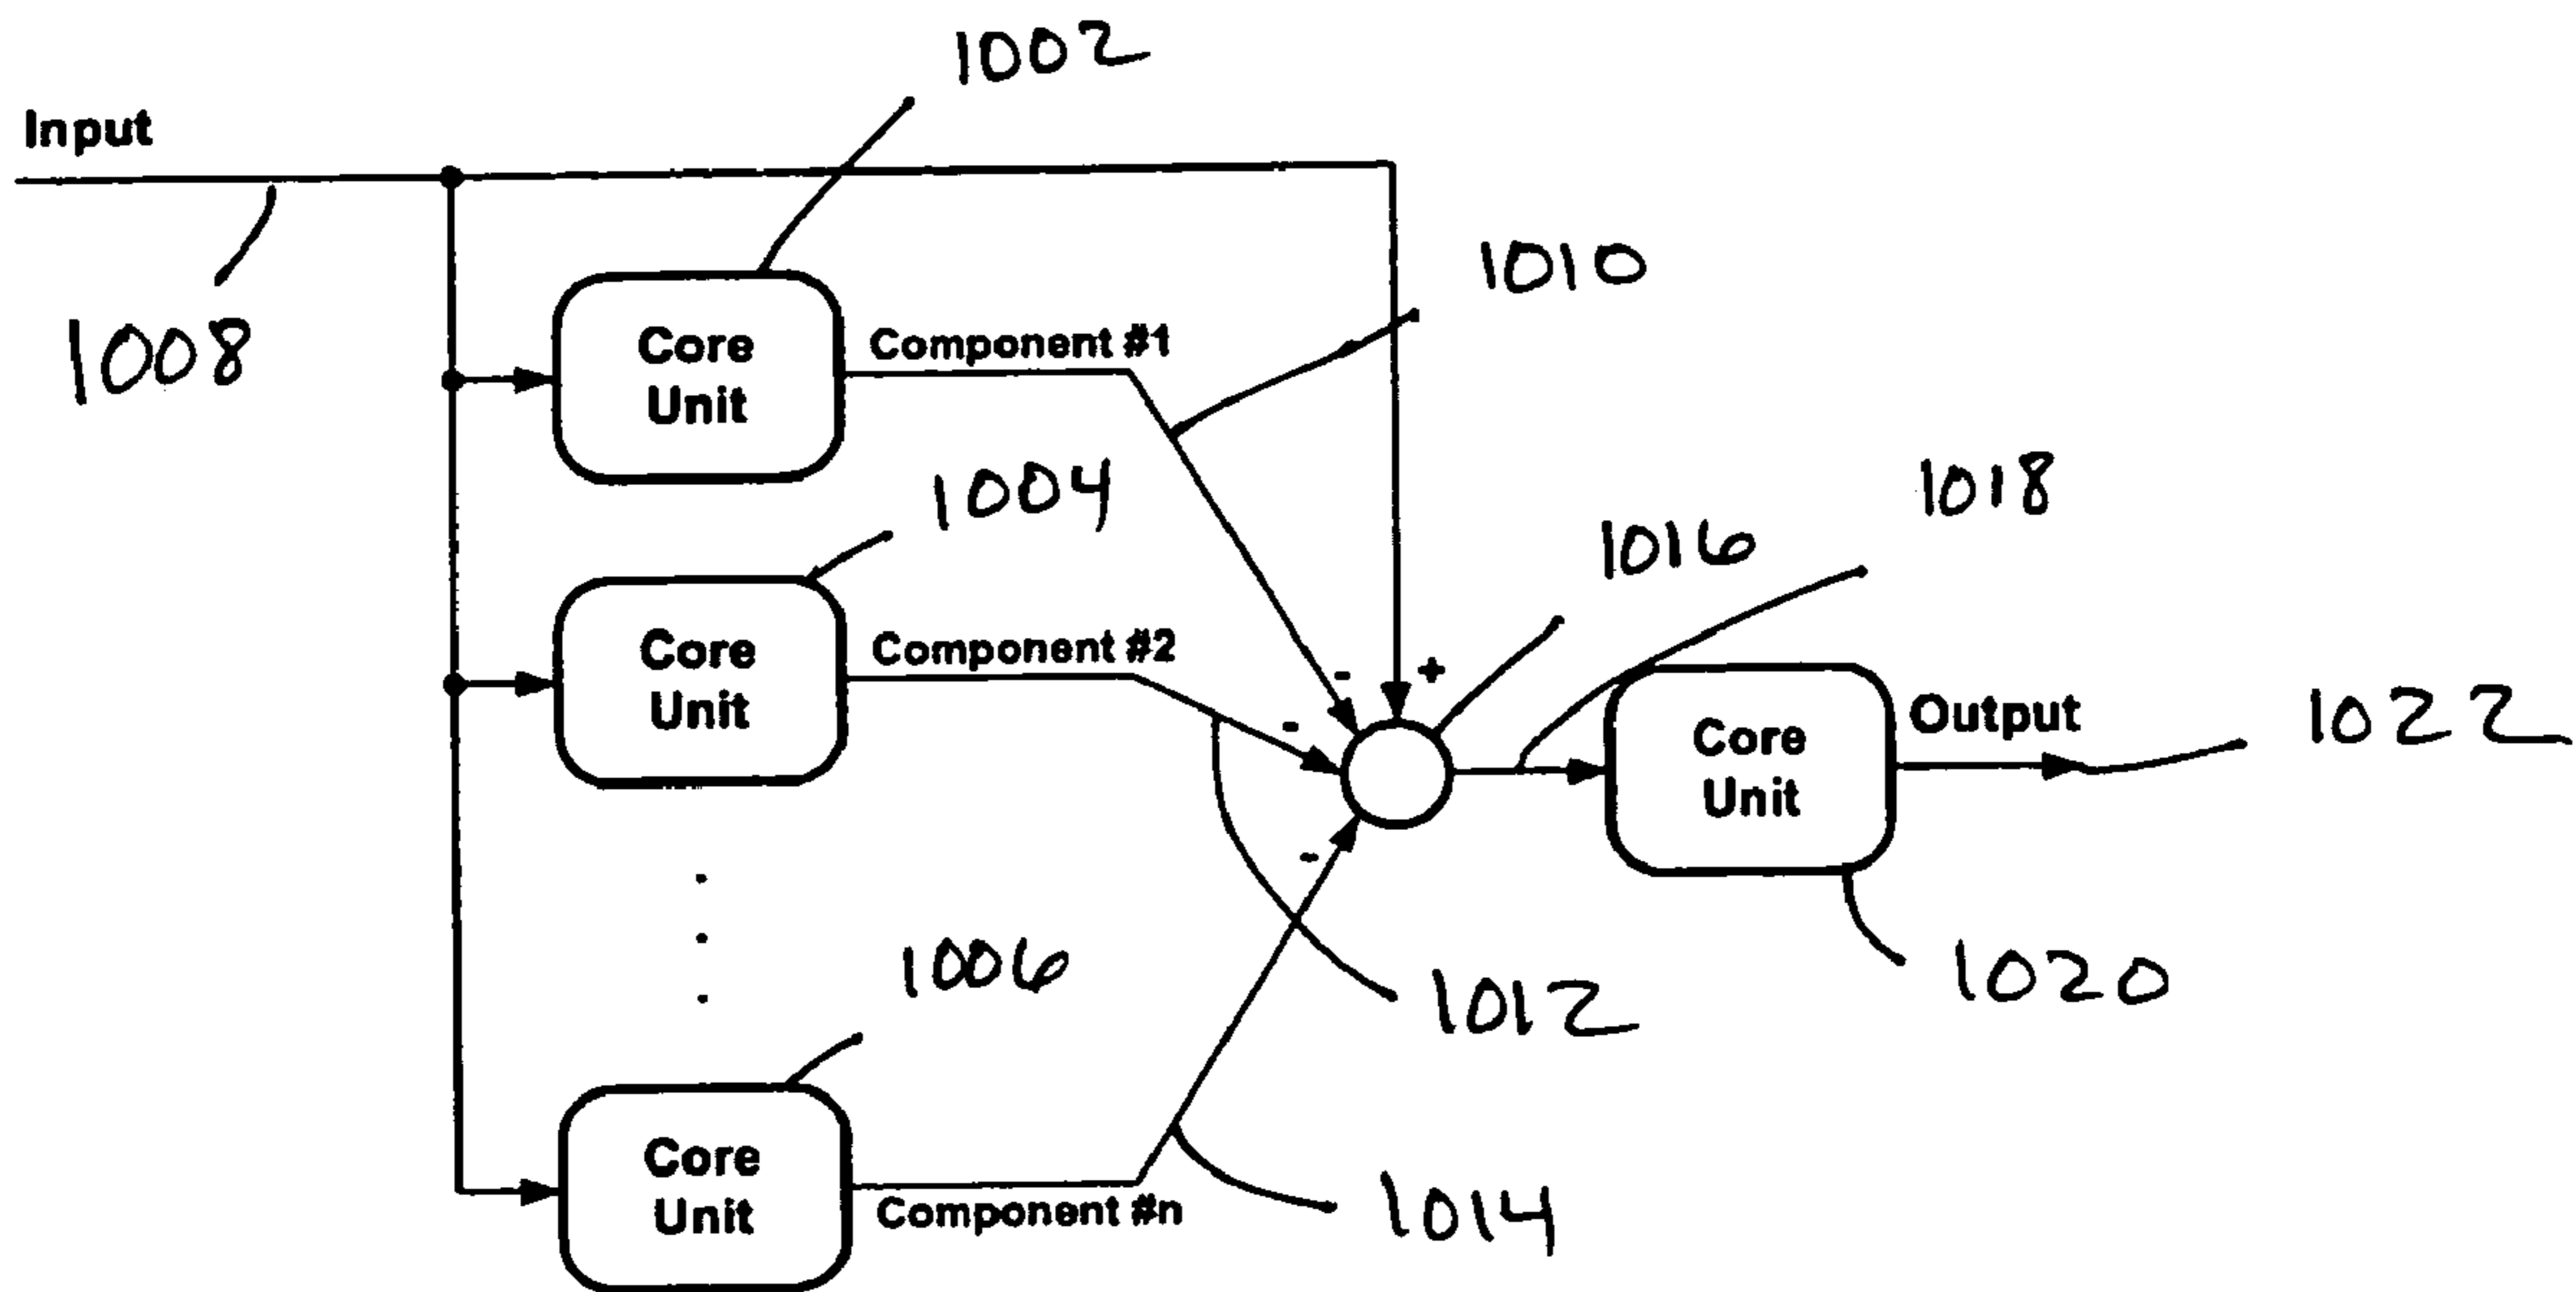 1002
Input
1010
1008
Core
Unit
Component #1
1004
1018
1016
Core
Unit
Component #2
-
+
-
Core
Unit
Output
1022
-
1006
1012
1020
Core
Unit
Component #n
1014